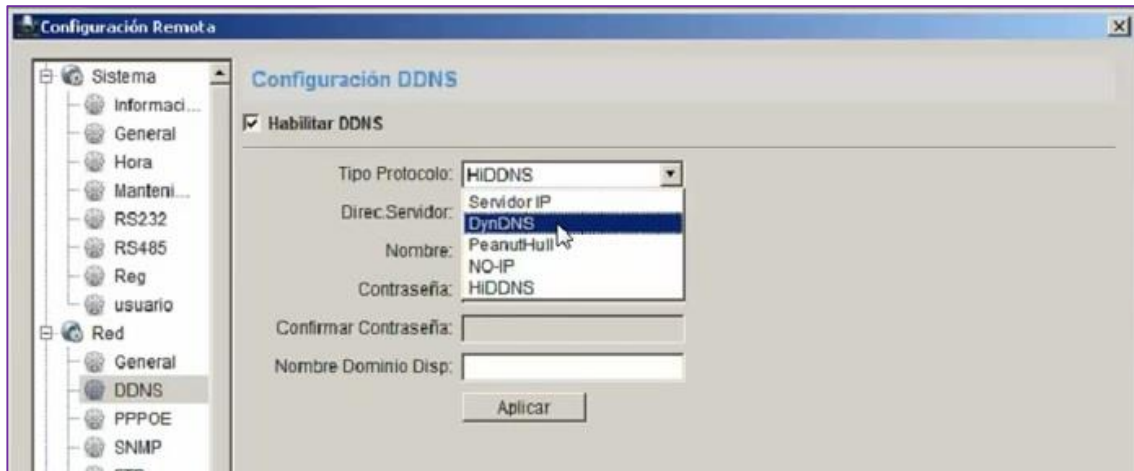 Configuración Remota
Sistema
Informaci...
General
Hora
Manteni...
RS232
RS485
Reg
usuario
Red
General
DDNS
PPPOE
SNMP
Configuración DDNS
Habilitar DDNS
Tipo Protocolo: HiDDNS
Servidor IP
DynDNS
PeanutHull
NO-IP
HiDDNS
Direc.Servidor:
Nombre:
Contraseña:
Confirmar Contraseña:
Nombre Dominio Disp:
Aplicar